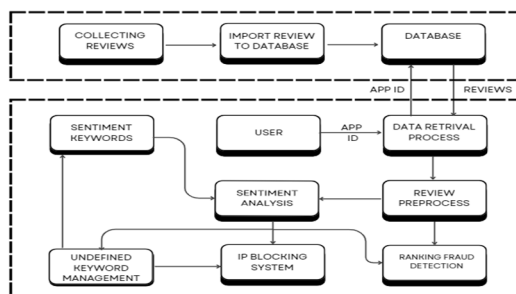 COLLECTING
REVIEWS
IMPORT REVIEW
TO DATABASE
DATABASE
APP ID
REVIEWS
SENTIMENT
KEYWORDS
USER
APP
ID
DATA RETRIVAL
PROCESS
SENTIMENT
ANALYSIS
REVIEW
PREPROCESS
UNDEFINED
KEYWORD
MANAGEMENT
IP BLOCKING
SYSTEM
RANKING FRAUD
DETECTION